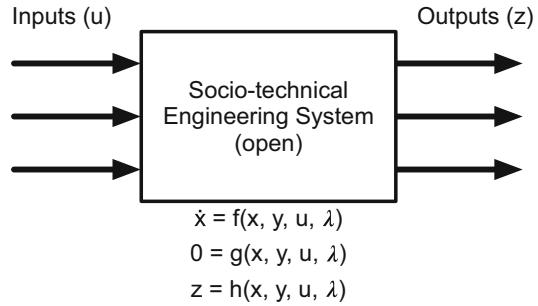 Inputs (u)
Outputs (z)
Socio-technical
Engineering System
(open)
ẋ = f(x, y, u, λ)
0 = g(x, y, u, λ)
z = h(x, y, u, λ)